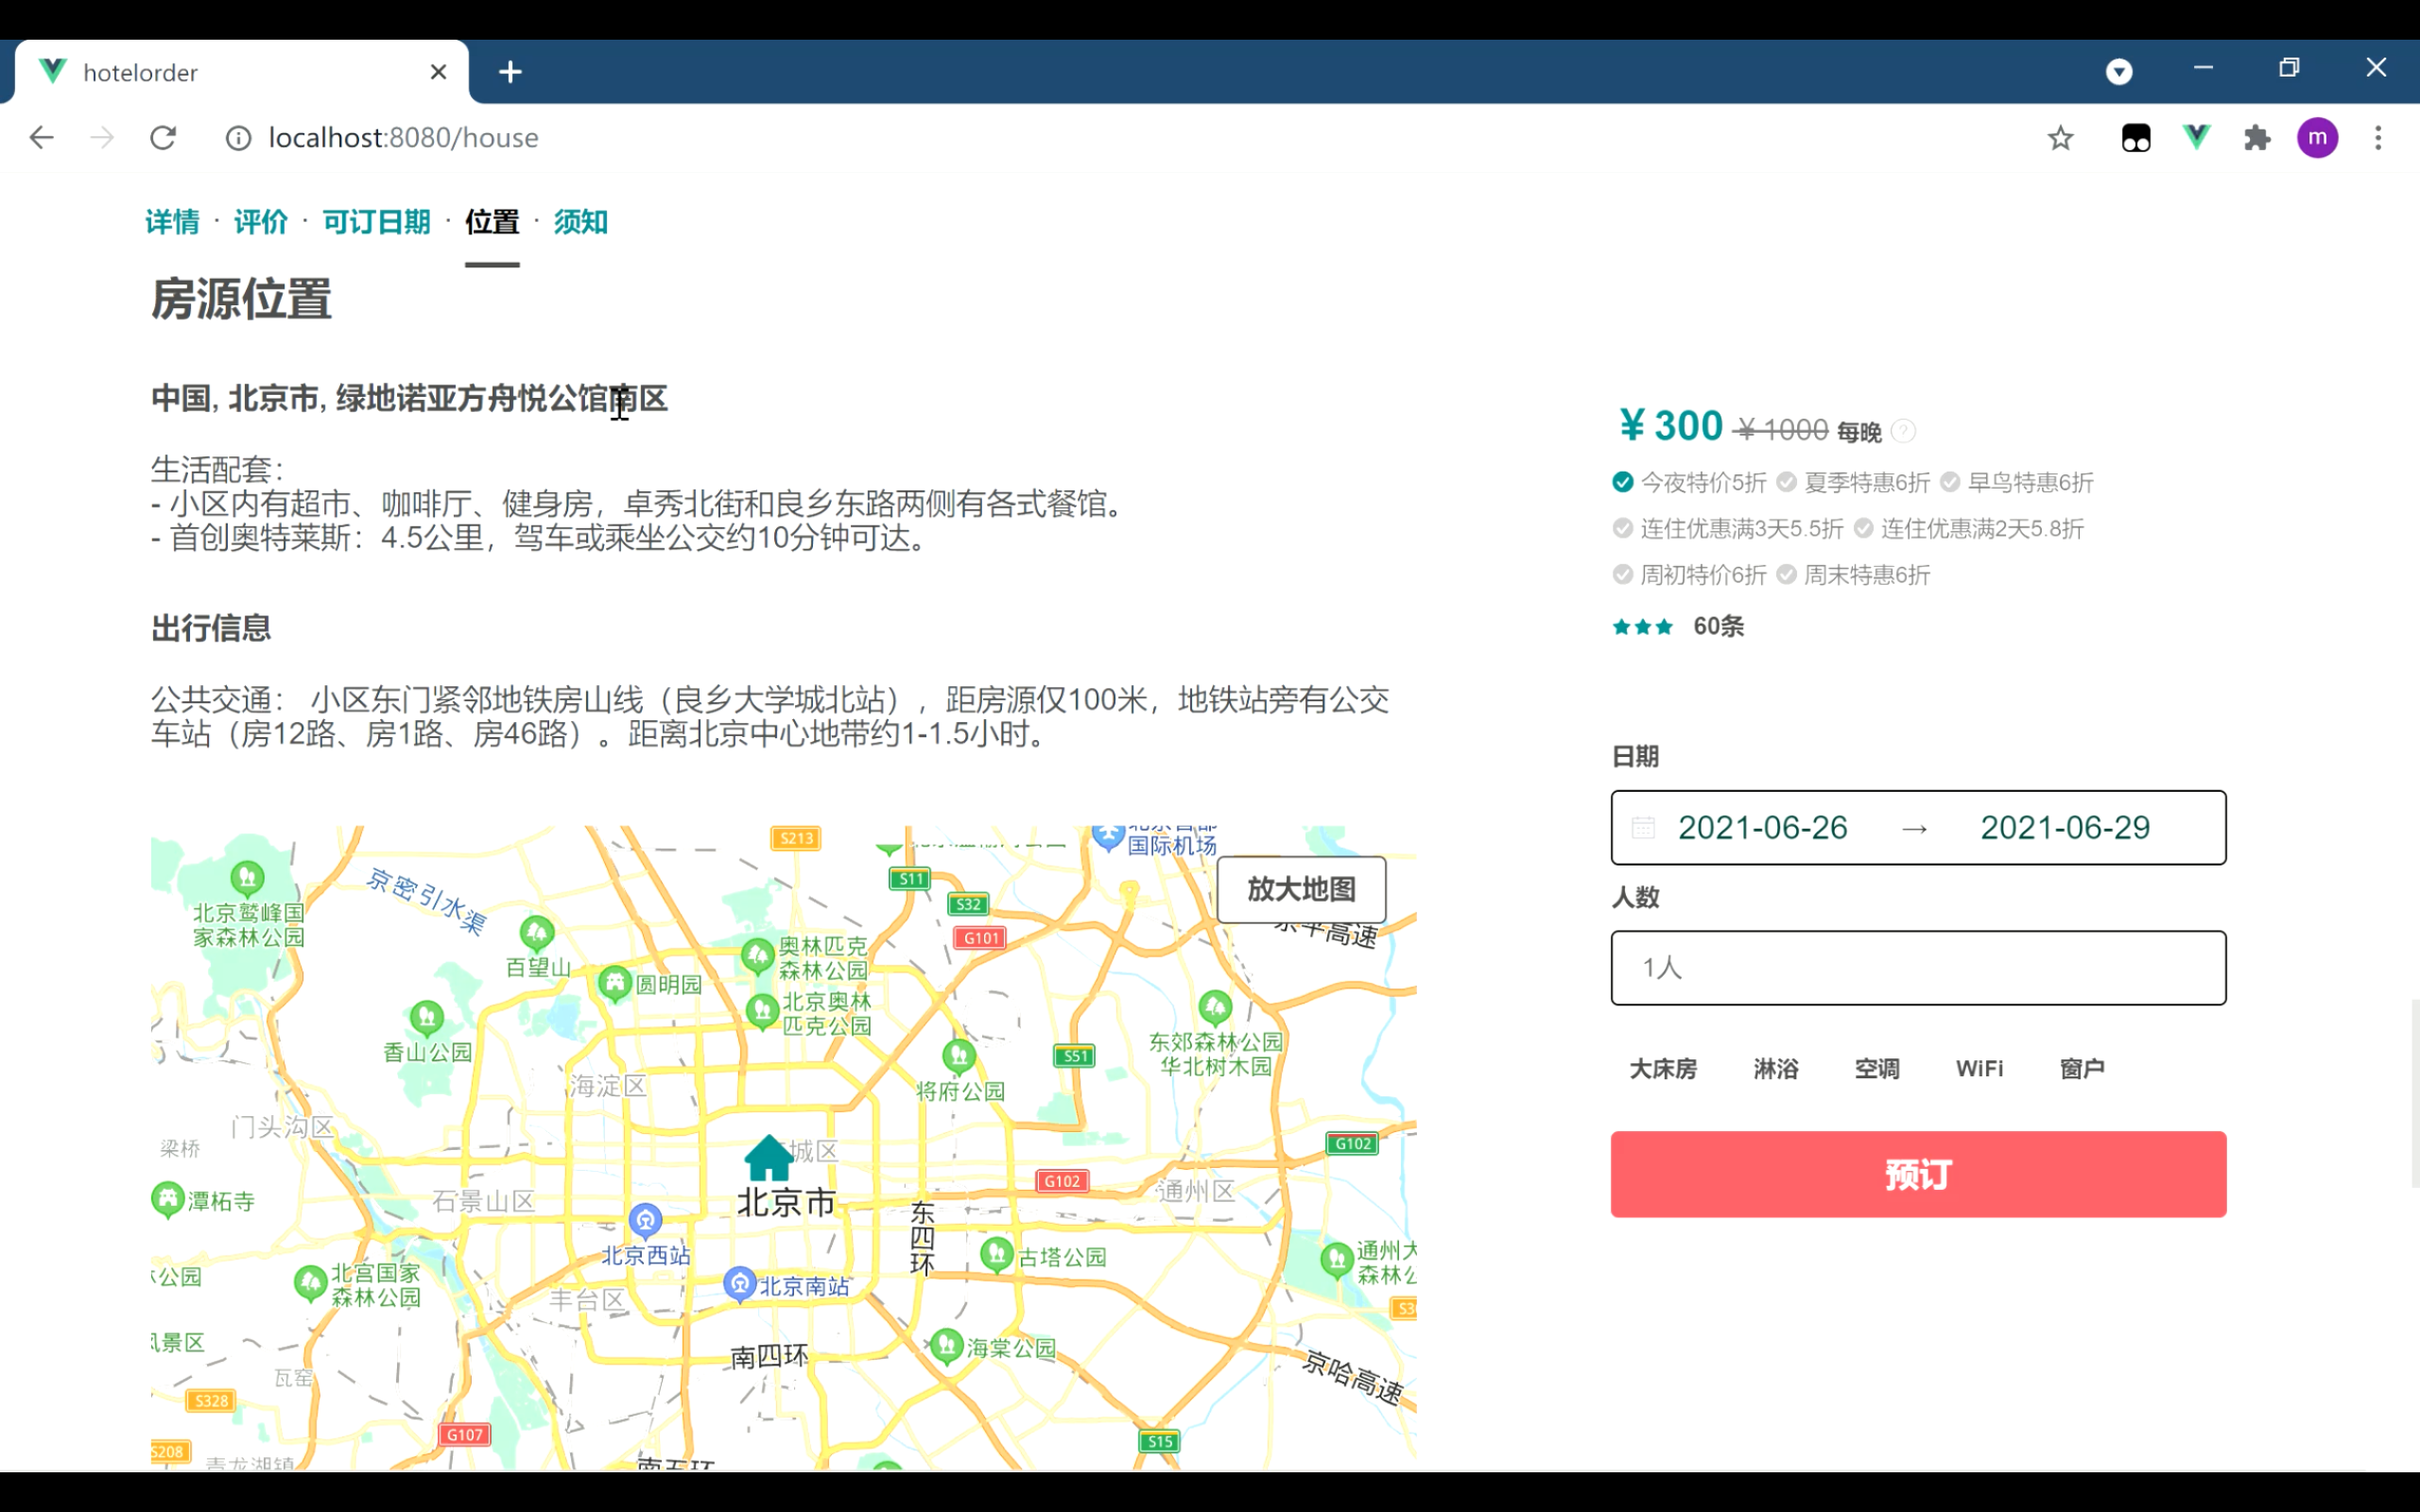 hotelorder
localhost:8080/house
m
详情 · 评价 · 可订日期 · 位置 · 须知
房源位置
中国, 北京市, 绿地诺亚方舟悦公馆南区
生活配套：
- 小区内有超市、咖啡厅、健身房，卓秀北街和良乡东路两侧有各式餐馆。
- 首创奥特莱斯：4.5公里，驾车或乘坐公交约10分钟可达。
出行信息
公共交通： 小区东门紧邻地铁房山线（良乡大学城北站），距房源仅100米，地铁站旁有公交
车站（房12路、房1路、房46路）。距离北京中心地带约1-1.5小时。
S213
国际机场
放大地图
S11
S32
G101
京平高速
京密引水渠
北京鹫峰国
家森林公园
百望山
圆明园
奥林匹克
森林公园
北京奥林
匹克公园
香山公园
海淀区
将府公园
S51
东郊森林公园
华北树木园
门头沟区
梁桥
城区
G102
潭柘寺
石景山区
北京市
G102
通州区
东四环
北京西站
北京南站
古塔公园
通州大
森林公
公园
北宫国家
森林公园
丰台区
景区
南四环
海棠公园
瓦窑
京哈高速
S328
G107
S15
S208
青龙湖镇
南五环
¥ 300 ¥ 1000 每晚 ?
今夜特价5折 夏季特惠6折 早鸟特惠6折
连住优惠满3天5.5折 连住优惠满2天5.8折
周初特价6折 周末特惠6折
60条
日期
2021-06-26 → 2021-06-29
人数
1人
大床房 淋浴 空调 WiFi 窗户
预订